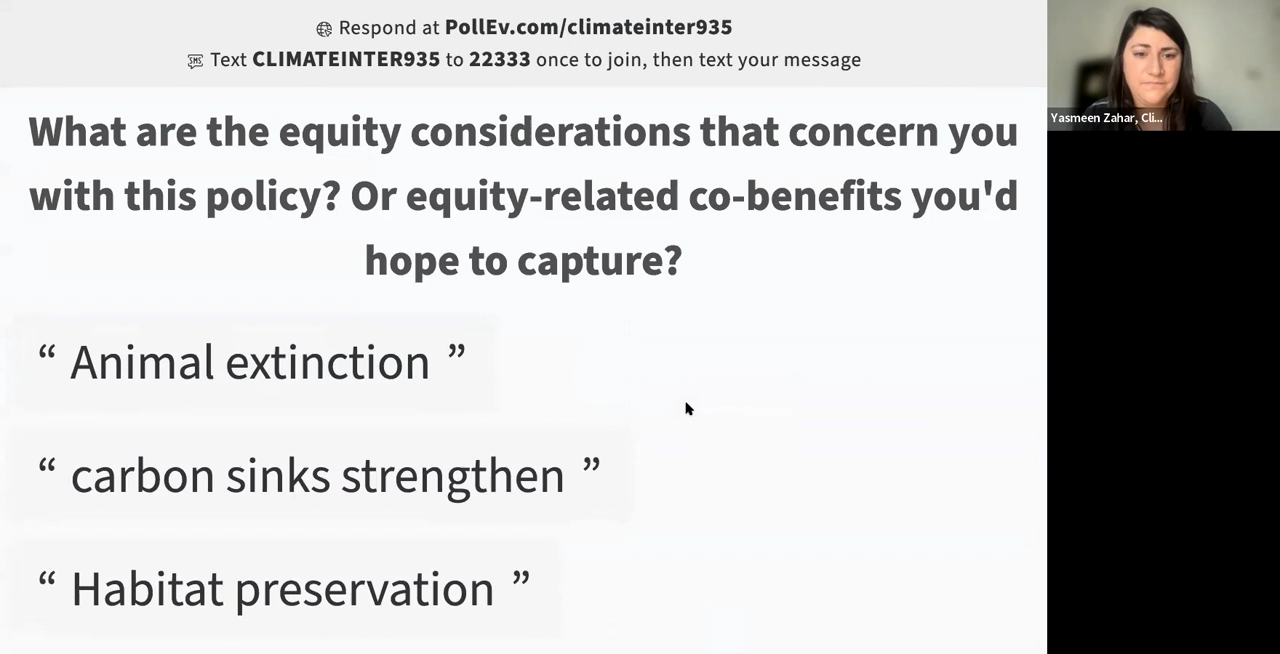 Respond at PollEv.com/climateinter935
Text CLIMATEINTER935 to 22333 once to join, then text your message
What are the equity considerations that concern you
with this policy? Or equity-related co-benefits you'd
hope to capture?
“ Animal extinction ”
“ carbon sinks strengthen ”
“ Habitat preservation ”
Yasmeen Zahar, Cli...